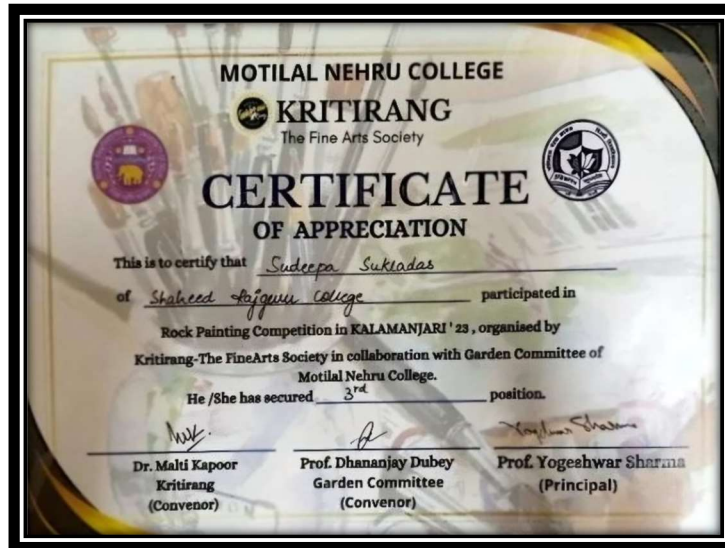 MOTILAL NEHRU COLLEGE
KRITIRANG
The Fine Arts Society
CERTIFICATE
OF APPRECIATION
This is to certify that Sudeepa Sukladas
of Shaheed Rajguru College participated in
Rock Painting Competition in KALAMANJARI ' 23 , organised by
Kritirang-The FineArts Society in collaboration with Garden Committee of
Motilal Nehru College.
He /She has secured 3rd position.
Yogeshwar Sharma
Dr. Malti Kapoor
Kritirang
(Convenor)
Prof. Dhananjay Dubey
Garden Committee
(Convenor)
Prof. Yogeshwar Sharma
(Principal)